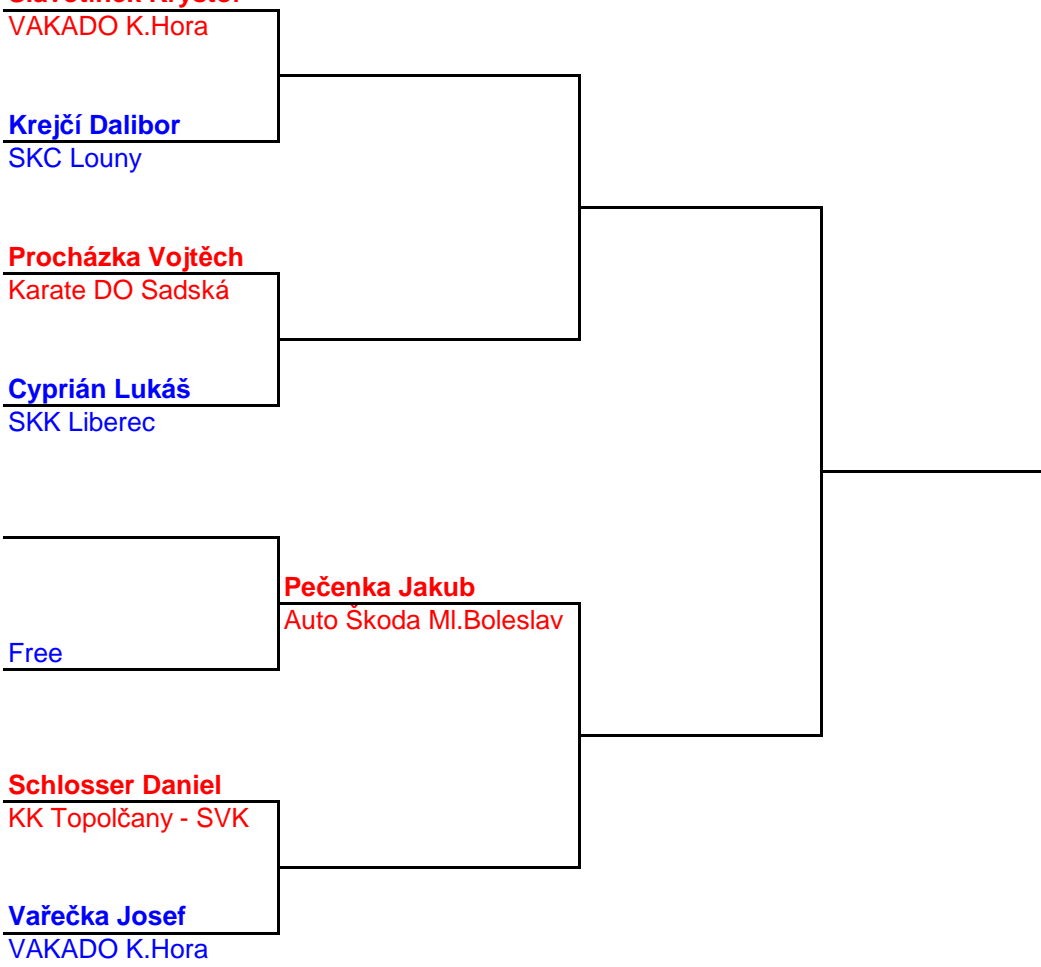 VAKADO K.Hora
Krejčí Dalibor
SKC Louny
Procházka Vojtěch
Karate DO Sadská
Cyprián Lukáš
SKK Liberec
Pečenka Jakub
Auto Škoda Ml.Boleslav
Free
Schlosser Daniel
KK Topolčany - SVK
Vařečka Josef
VAKADO K.Hora